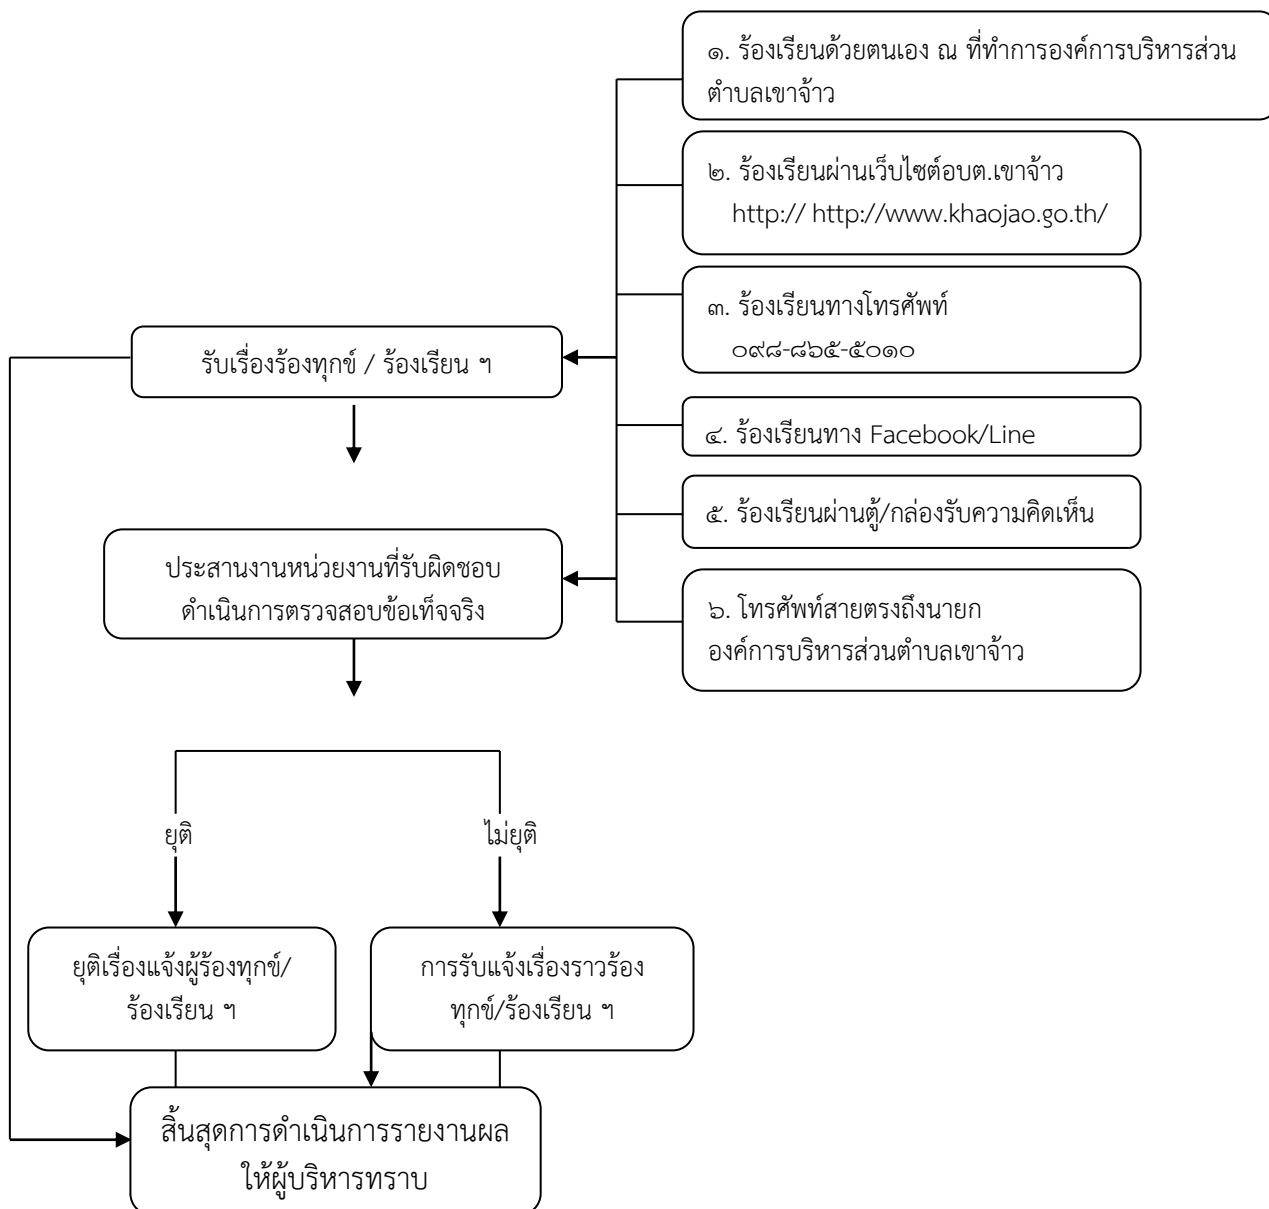 ๑. ร้องเรียนด้วยตนเอง ณ ที่ทำการองค์การบริหารส่วน
ตำบลเขาจ้าว
๒. ร้องเรียนผ่านเว็บไซต์อบต.เขาจ้าว
http:// http://www.khaojao.go.th/
๓. ร้องเรียนทางโทรศัพท์
๐๙๘-๘๖๕-๕๐๑๐
รับเรื่องร้องทุกข์ / ร้องเรียน ฯ
๔. ร้องเรียนทาง Facebook/Line
๕. ร้องเรียนผ่านตู้/กล่องรับความคิดเห็น
ประสานงานหน่วยงานที่รับผิดชอบ
ดำเนินการตรวจสอบข้อเท็จจริง
๖. โทรศัพท์สายตรงถึงนายก
องค์การบริหารส่วนตำบลเขาจ้าว
ยุติ
ไม่ยุติ
ยุติเรื่องแจ้งผู้ร้องทุกข์/
ร้องเรียน ฯ
การรับแจ้งเรื่องราวร้อง
ทุกข์/ร้องเรียน ฯ
สิ้นสุดการดำเนินการรายงานผล
ให้ผู้บริหารทราบ